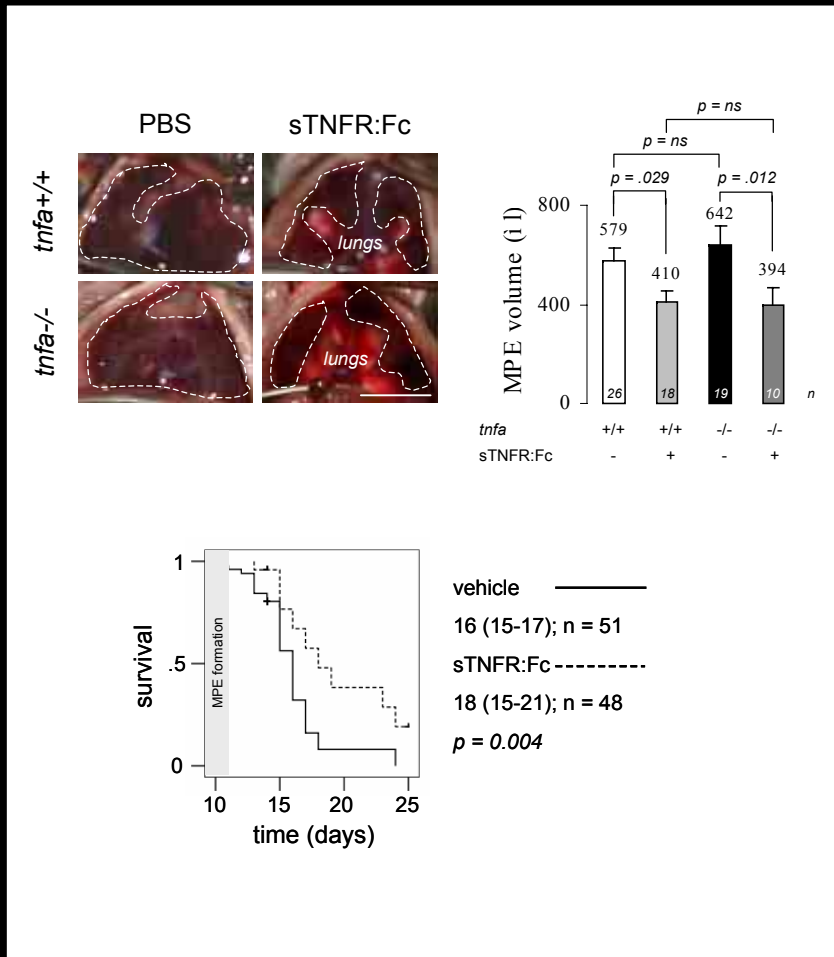 PBS sTNFR:Fc
tnfa+/+
lungs
tnfa-/-
lungs
p = ns
p = ns
p = .029
p = .012
MPE volume (i l)
800
400
0
579
410
642
394
26 18 19 10 n
tnfa +/+ +/+ -/- -/-
sTNFR:Fc - + - +
survival
1
.5
0
MPE formation
10 15 20 25
time (days)
vehicle
16 (15-17); n = 51
sTNFR:Fc
18 (15-21); n = 48
p = 0.004